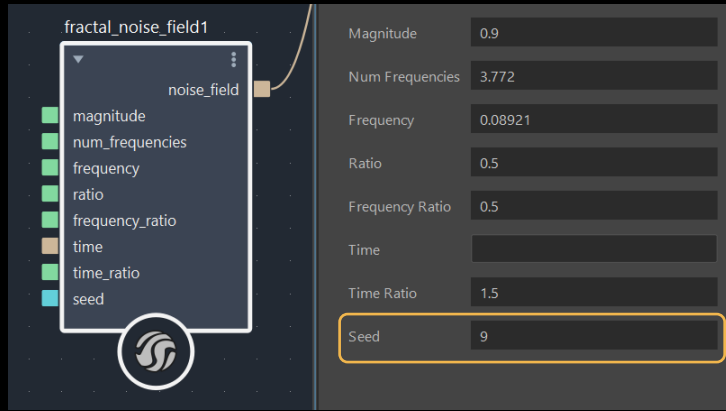 fractal_noise_field1
noise_field
magnitude
num_frequencies
frequency
ratio
frequency_ratio
time
time_ratio
seed
Magnitude 0.9
Num Frequencies 3.772
Frequency 0.08921
Ratio 0.5
Frequency Ratio 0.5
Time
Time Ratio 1.5
Seed 9